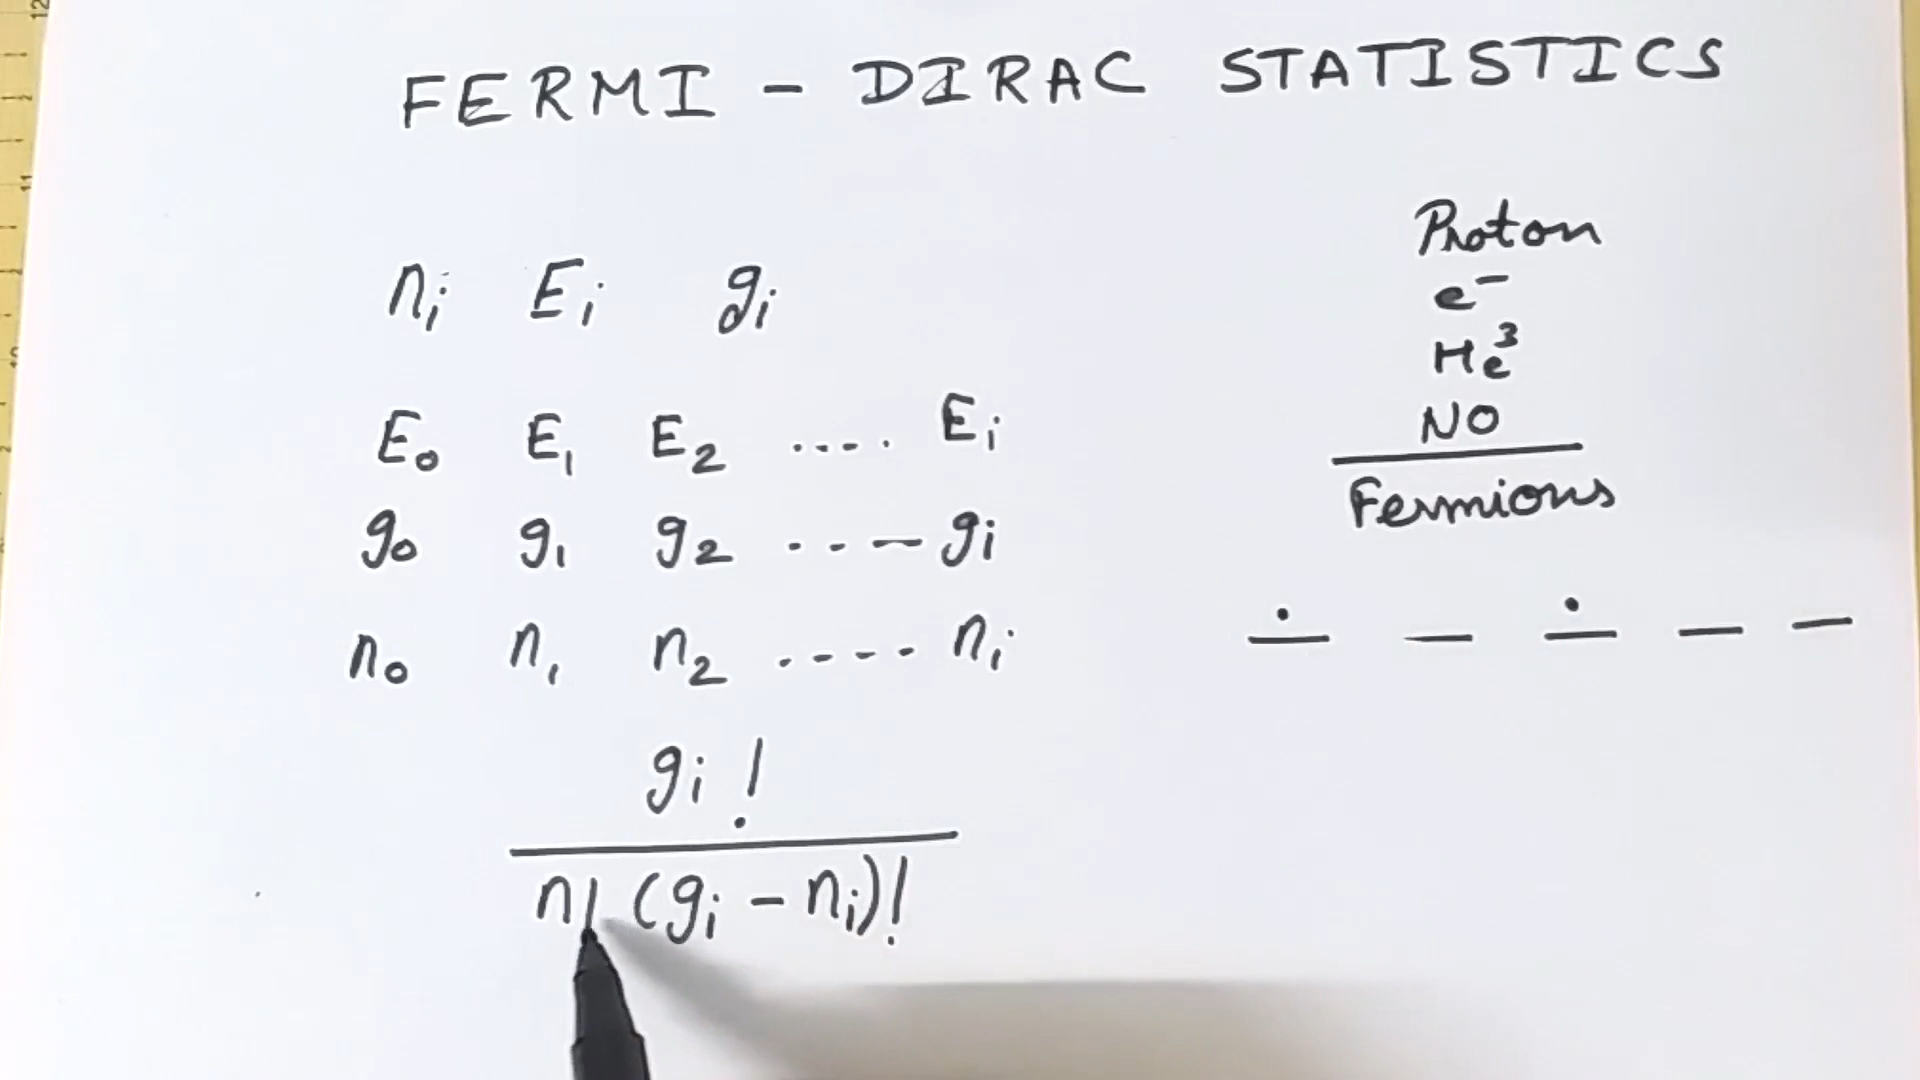 FERMI - DIRAC STATISTICS
nᵢ Eᵢ gᵢ
E₀ E₁ E₂ .... Eᵢ
g₀ g₁ g₂ ..-- gᵢ
n₀ n₁ n₂ ..... nᵢ
gᵢ !
n! (gᵢ - nᵢ)!
Proton
e⁻
He³
NO
Fermions